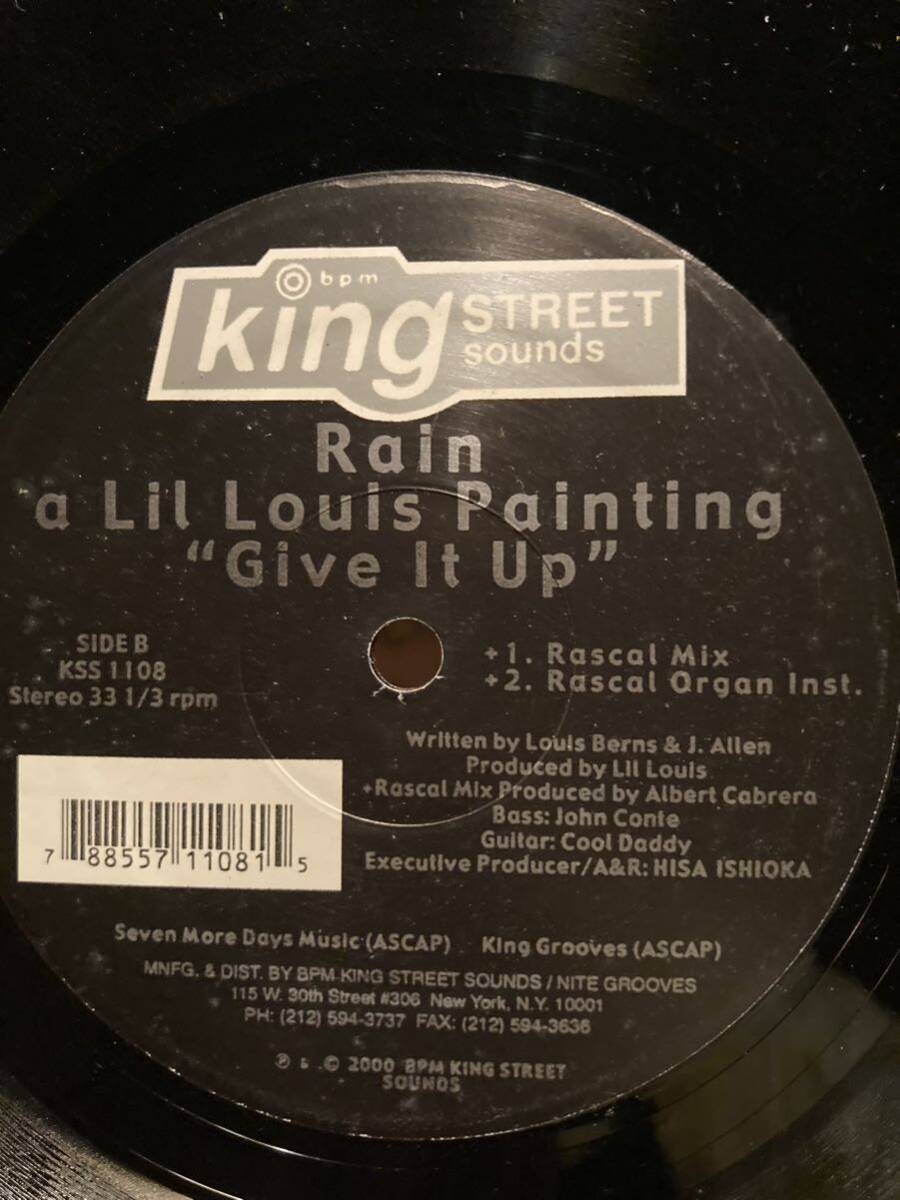 bpm
king STREET
sounds
Rain
a Lil Louis Painting
"Give It Up"
SIDE B
KSS 1108
Stereo 33 1/3 rpm
+1. Rascal Mix
+2. Rascal Organ Inst.
Written by Louis Berns & J. Allen
Produced by Lil Louis
+Rascal Mix Produced by Albert Cabrera
Bass: John Conte
Guitar: Cool Daddy
Executive Producer/A&R: HISA ISHIOKA
7 88557 11081 5
Seven More Days Music (ASCAP) King Grooves (ASCAP)
MNFG. & DIST. BY BPM KING STREET SOUNDS / NITE GROOVES
115 W. 30th Street #306 New York, N.Y. 10001
PH: (212) 594-3737 FAX: (212) 594-3636
℗ & © 2000 BPM KING STREET
SOUNDS